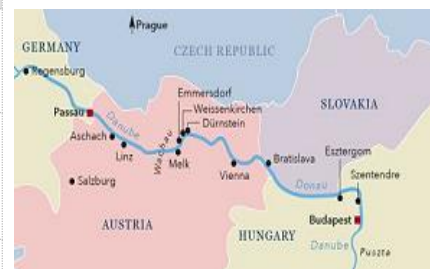 Prague
GERMANY
CZECH REPUBLIC
Regensburg
Emmersdorf
Weissenkirchen
Passau
Danube
Dürnstein
SLOVAKIA
Aschach
Wachau
Linz
Melk
Vienna
Bratislava
Esztergom
Szentendre
Salzburg
Donau
AUSTRIA
Budapest
HUNGARY
Danube
Puszta